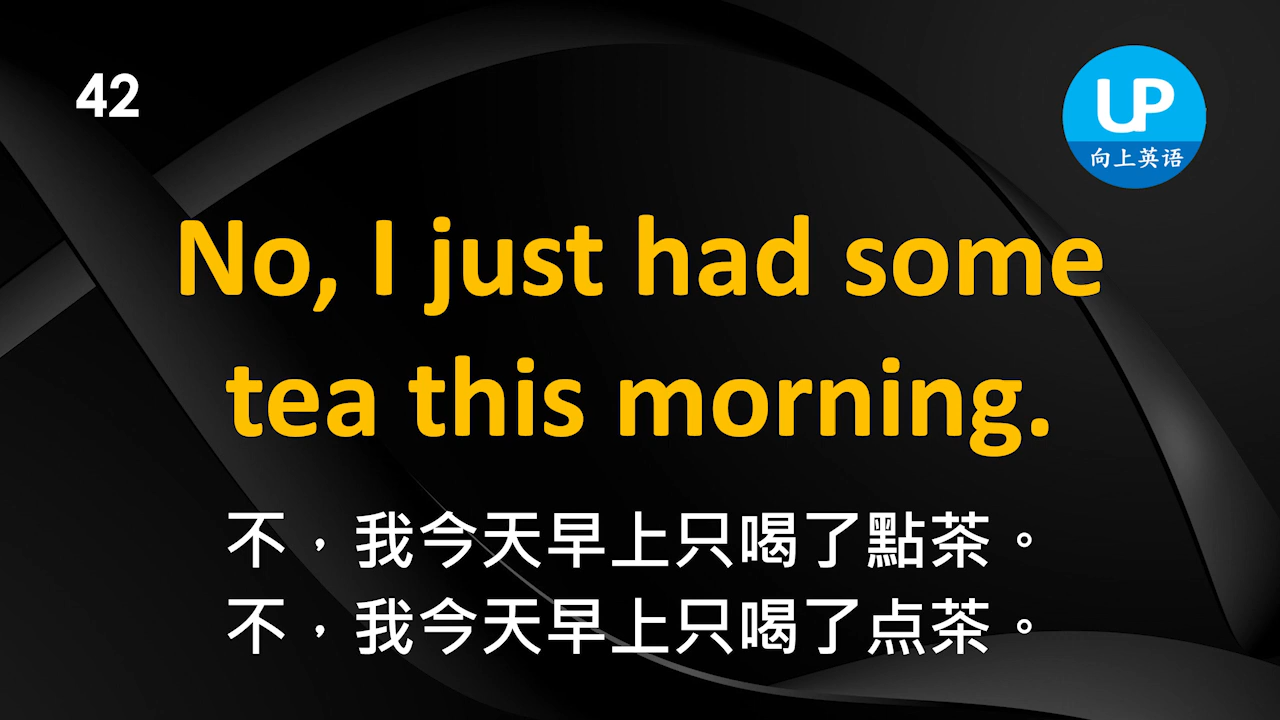 42
UP
向上英语
No, I just had some
tea this morning.
不，我今天早上只喝了點茶。
不，我今天早上只喝了点茶。